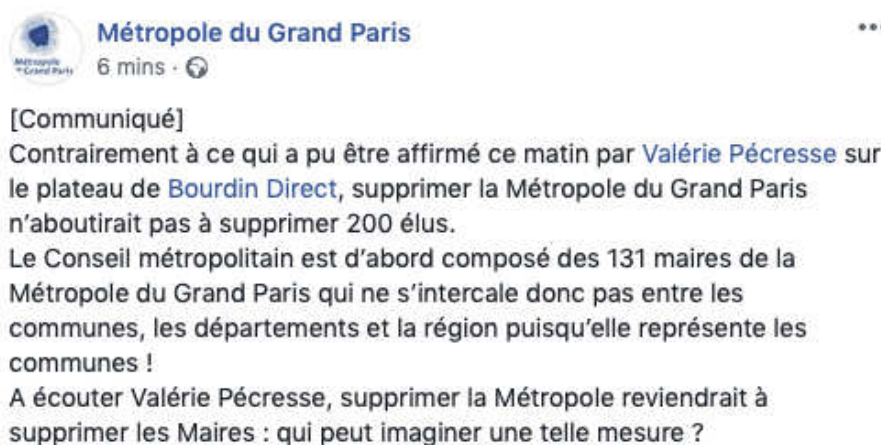 Métropole du Grand Paris
6 mins ·
Métropole
du Grand Paris
[Communiqué]
Contrairement à ce qui a pu être affirmé ce matin par Valérie Pécresse sur
le plateau de Bourdin Direct, supprimer la Métropole du Grand Paris
n’aboutirait pas à supprimer 200 élus.
Le Conseil métropolitain est d’abord composé des 131 maires de la
Métropole du Grand Paris qui ne s’intercale donc pas entre les
communes, les départements et la région puisqu’elle représente les
communes !
A écouter Valérie Pécresse, supprimer la Métropole reviendrait à
supprimer les Maires : qui peut imaginer une telle mesure ?